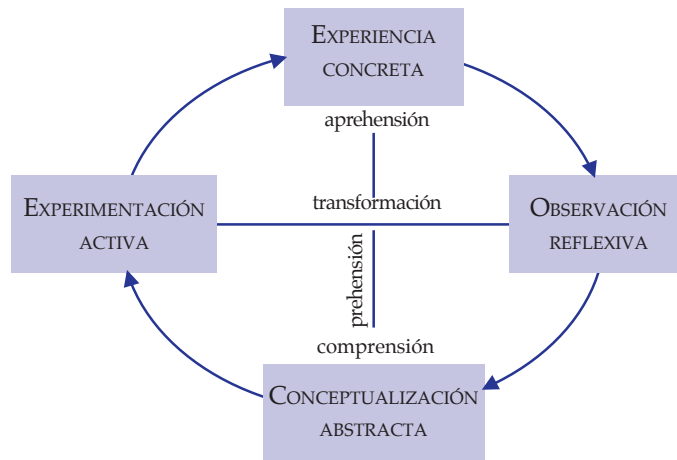 EXPERIENCIA
CONCRETA
aprehensión
EXPERIMENTACIÓN
ACTIVA
transformación
OBSERVACIÓN
REFLEXIVA
prehensión
comprensión
CONCEPTUALIZACIÓN
ABSTRACTA